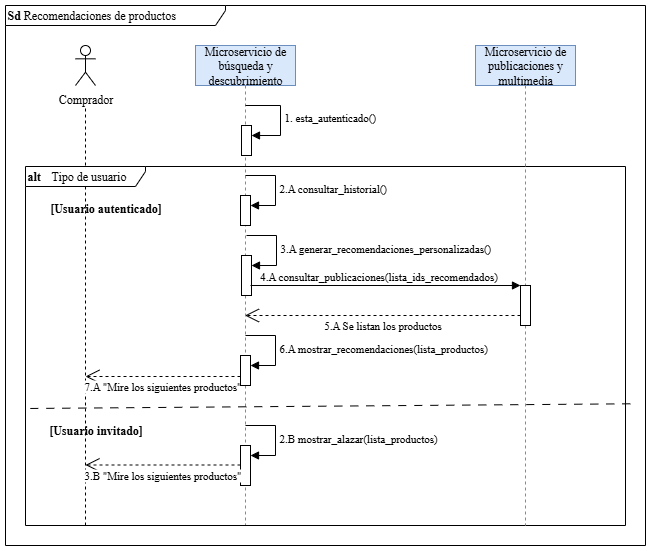 Sd Recomendaciones de productos
Comprador
Microservicio de
búsqueda y
descubrimiento
Microservicio de
publicaciones y
multimedia
1. esta_autenticado()
alt Tipo de usuario
[Usuario autenticado]
2.A consultar_historial()
3.A generar_recomendaciones_personalizadas()
4.A consultar_publicaciones(lista_ids_recomendados)
5.A Se listan los productos
6.A mostrar_recomendaciones(lista_productos)
7.A "Mire los siguientes productos"
[Usuario invitado]
2.B mostrar_alazar(lista_productos)
3.B "Mire los siguientes productos"